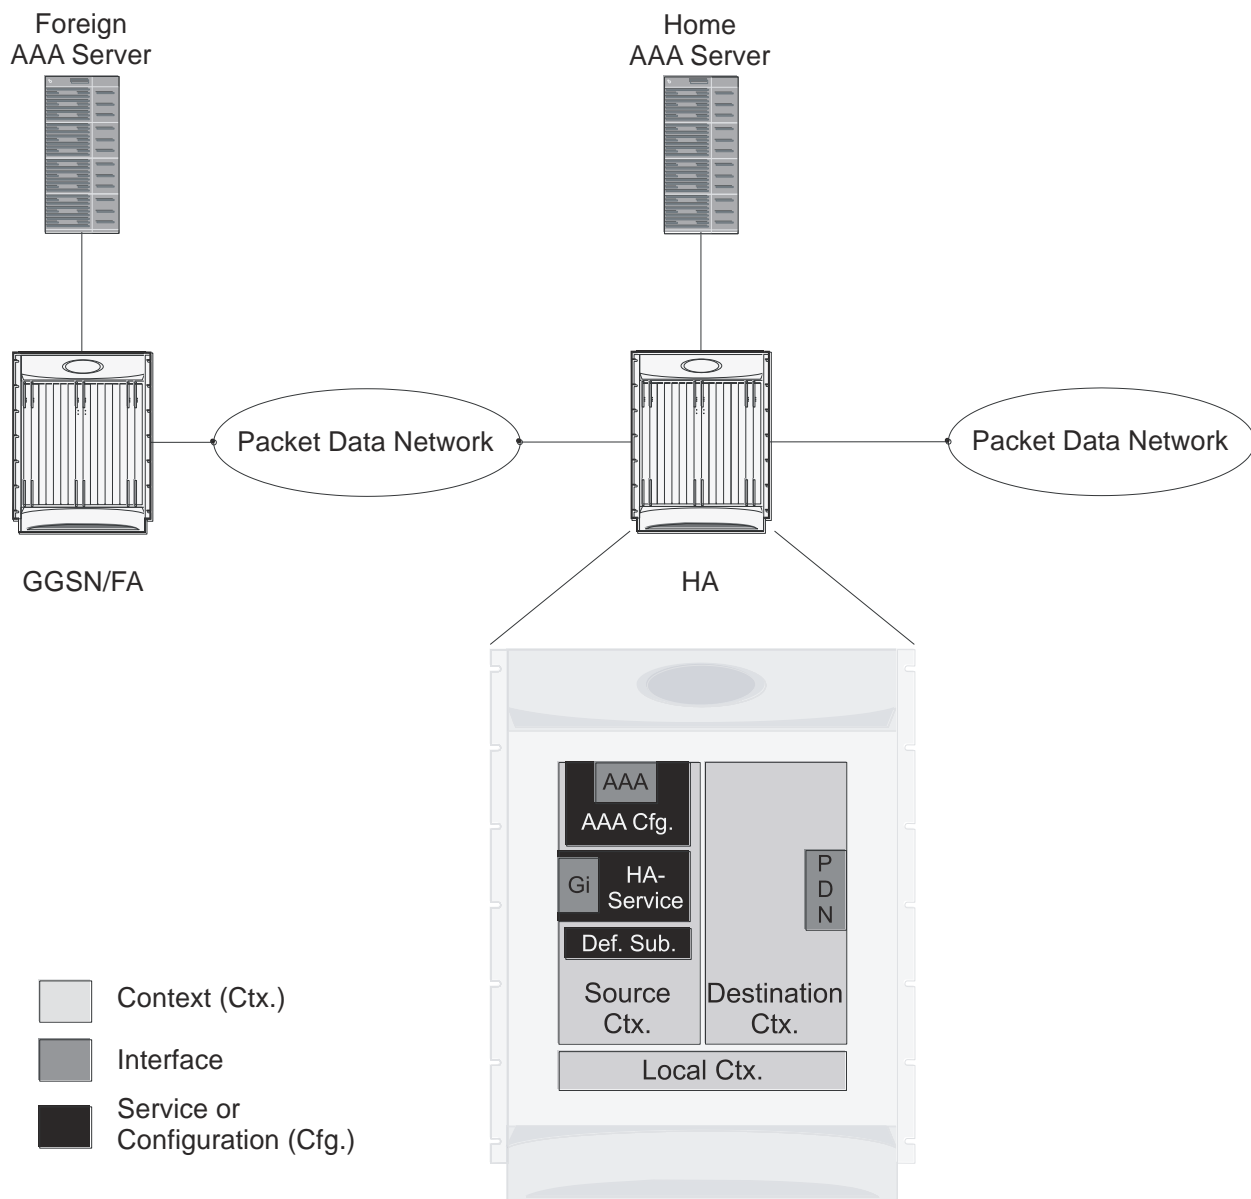 Foreign
AAA Server
Home
AAA Server
Packet Data Network
Packet Data Network
GGSN/FA
HA
AAA
AAA Cfg.
Gi
HA-
Service
Def. Sub.
P
D
N
Source
Ctx.
Destination
Ctx.
Local Ctx.
Context (Ctx.)
Interface
Service or
Configuration (Cfg.)